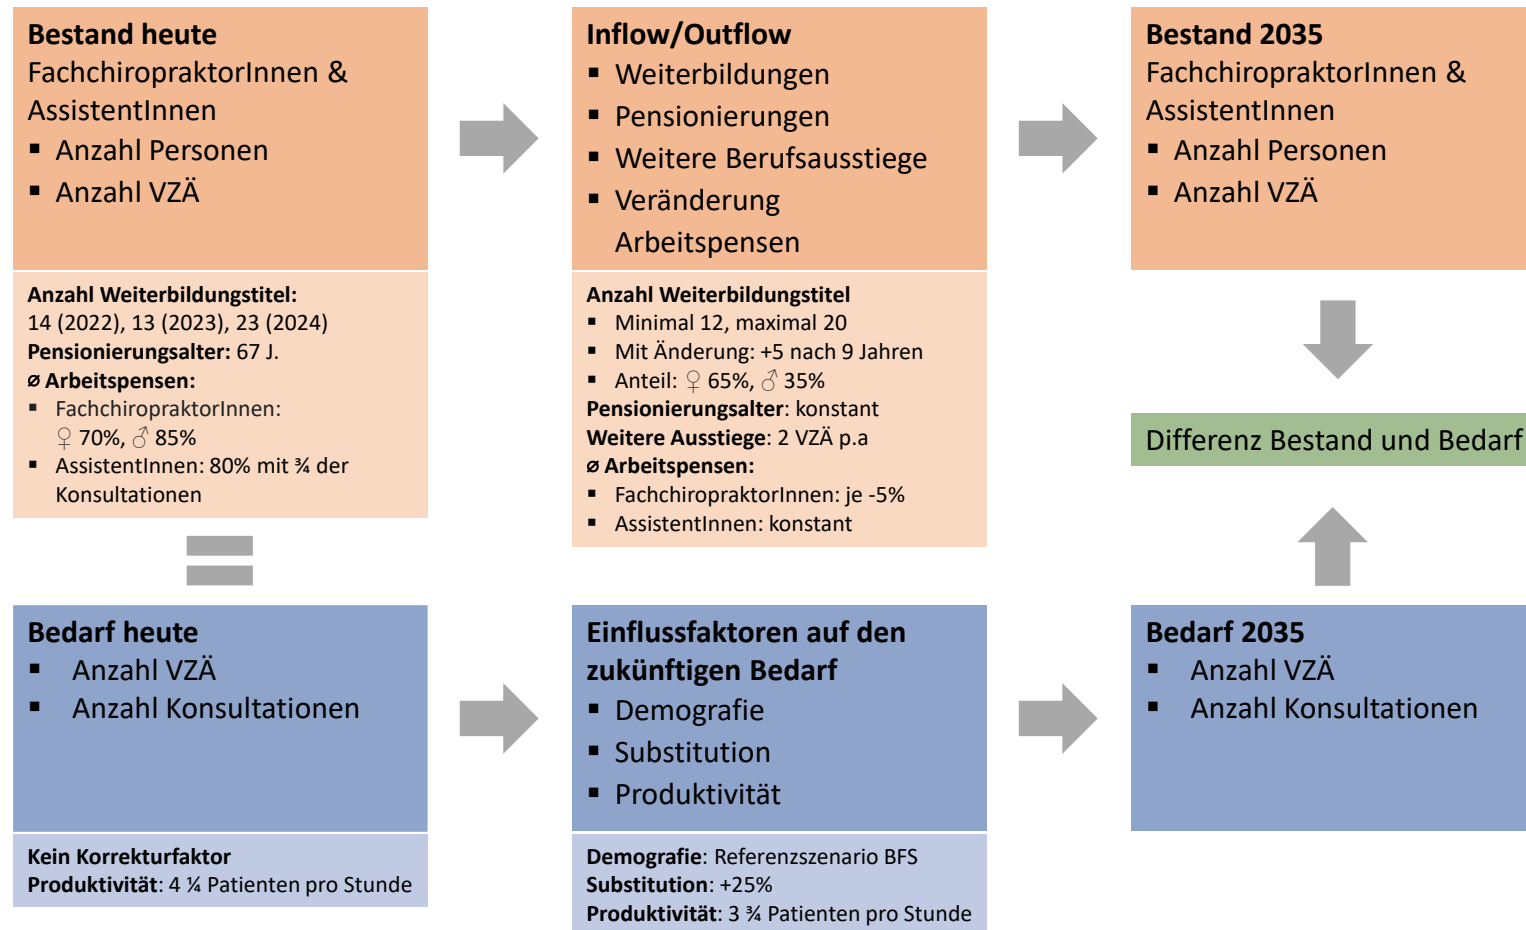 Bestand heute
FachchiropraktorInnen &
AssistentInnen
▪ Anzahl Personen
▪ Anzahl VZÄ
Anzahl Weiterbildungstitel:
14 (2022), 13 (2023), 23 (2024)
Pensionierungsalter: 67 J.
ø Arbeitspensen:
▪ FachchiropraktorInnen:
♀ 70%, ♂ 85%
▪ AssistentInnen: 80% mit ¾ der
Konsultationen
Inflow/Outflow
▪ Weiterbildungen
▪ Pensionierungen
▪ Weitere Berufsausstiege
▪ Veränderung
Arbeitspensen
Anzahl Weiterbildungstitel
▪ Minimal 12, maximal 20
▪ Mit Änderung: +5 nach 9 Jahren
▪ Anteil: ♀ 65%, ♂ 35%
Pensionierungsalter: konstant
Weitere Ausstiege: 2 VZÄ p.a
ø Arbeitspensen:
▪ FachchiropraktorInnen: je -5%
▪ AssistentInnen: konstant
Bestand 2035
FachchiropraktorInnen &
AssistentInnen
▪ Anzahl Personen
▪ Anzahl VZÄ
Differenz Bestand und Bedarf
Bedarf heute
▪ Anzahl VZÄ
▪ Anzahl Konsultationen
Kein Korrekturfaktor
Produktivität: 4 ¼ Patienten pro Stunde
Einflussfaktoren auf den
zukünftigen Bedarf
▪ Demografie
▪ Substitution
▪ Produktivität
Demografie: Referenzszenario BFS
Substitution: +25%
Produktivität: 3 ¾ Patienten pro Stunde
Bedarf 2035
▪ Anzahl VZÄ
▪ Anzahl Konsultationen